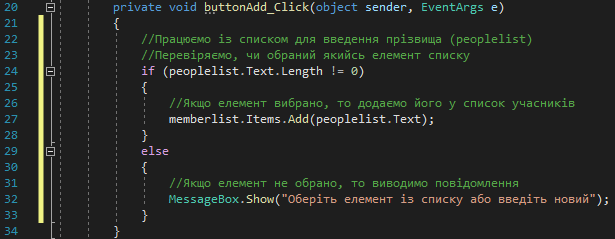 20 private void buttonAdd_Click(object sender, EventArgs e)
21 {
22 //Працюємо із списком для введення прізвища (peoplelist)
23 //Перевіряємо, чи обраний якийсь елемент списку
24 if (peoplelist.Text.Length != 0)
25 {
26 //Якщо елемент вибрано, то додаємо його у список учасників
27 memberlist.Items.Add(peoplelist.Text);
28 }
29 else
30 {
31 //Якщо елемент не обрано, то виводимо повідомлення
32 MessageBox.Show("Оберіть елемент із списку або введіть новий");
33 }
34 }